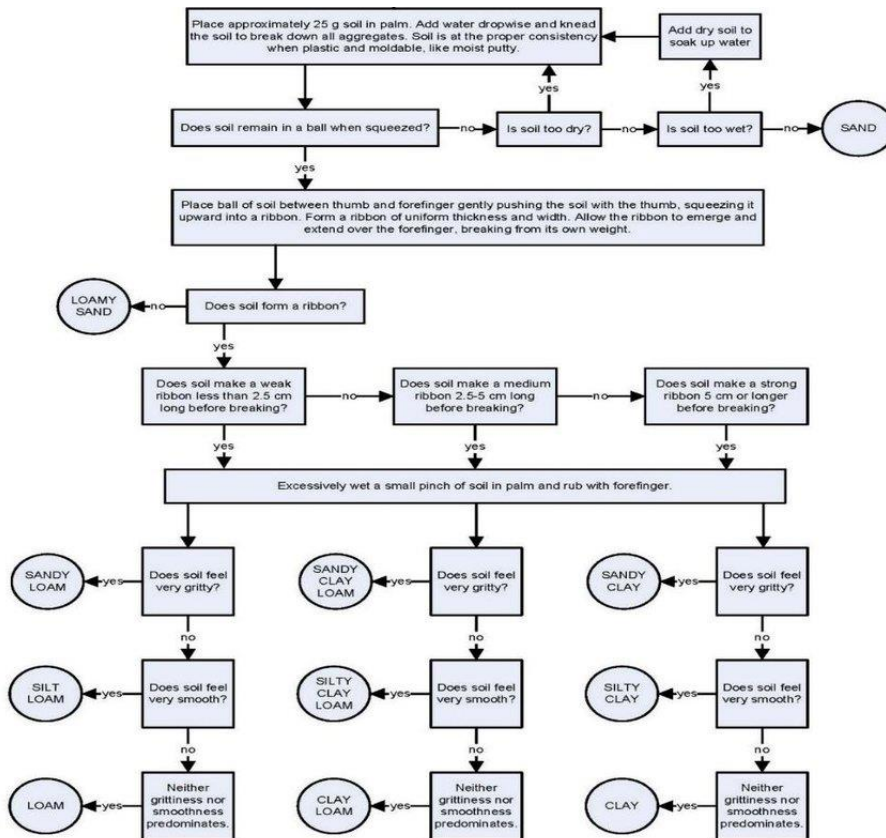 Place approximately 25 g soil in palm. Add water dropwise and knead
the soil to break down all aggregates. Soil is at the proper consistency
when plastic and moldable, like moist putty.
Add dry soil to
soak up water
yes
yes
Does soil remain in a ball when squeezed?
no
Is soil too dry?
no
Is soil too wet?
no
SAND
yes
Place ball of soil between thumb and forefinger gently pushing the soil with the thumb, squeezing it
upward into a ribbon. Form a ribbon of uniform thickness and width. Allow the ribbon to emerge and
extend over the forefinger, breaking from its own weight.
LOAMY
SAND
no
Does soil form a ribbon?
yes
Does soil make a weak
ribbon less than 2.5 cm
long before breaking?
no
Does soil make a medium
ribbon 2.5-5 cm long
before breaking?
no
Does soil make a strong
ribbon 5 cm or longer
before breaking?
yes
yes
yes
Excessively wet a small pinch of soil in palm and rub with forefinger.
SANDY
LOAM
yes
Does soil feel
very gritty?
SANDY
CLAY
LOAM
yes
Does soil feel
very gritty?
SANDY
CLAY
yes
Does soil feel
very gritty?
no
no
no
SILT
LOAM
yes
Does soil feel
very smooth?
SILTY
CLAY
LOAM
yes
Does soil feel
very smooth?
SILTY
CLAY
yes
Does soil feel
very smooth?
no
no
no
LOAM
yes
Neither
grittiness nor
smoothness
predominates.
CLAY
LOAM
yes
Neither
grittiness nor
smoothness
predominates.
CLAY
yes
Neither
grittiness nor
smoothness
predominates.